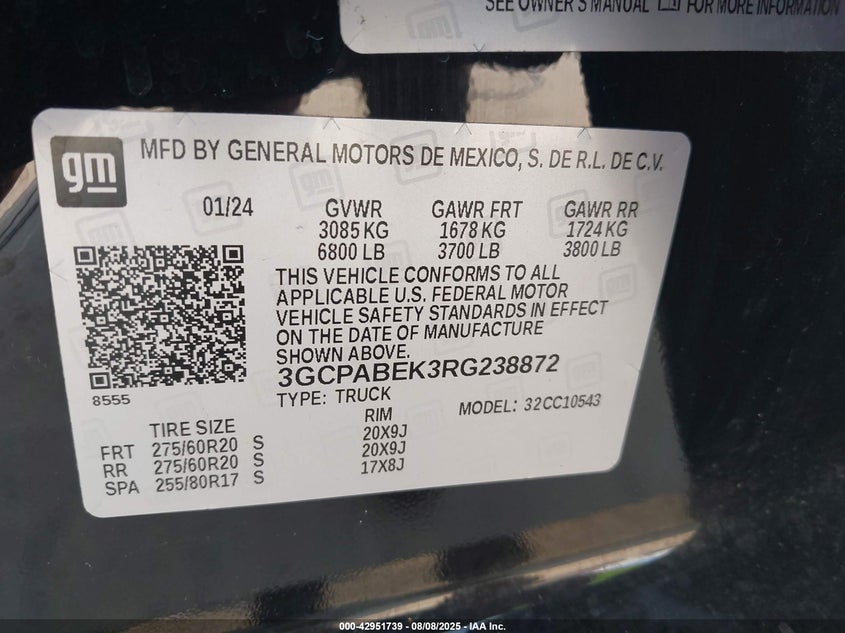 SEE OWNER'S MANUAL FOR MORE INFORMATION
gm
MFD BY GENERAL MOTORS DE MEXICO, S. DE R.L. DE C.V.
01/24 GVWR GAWR FRT GAWR RR
3085 KG 1678 KG 1724 KG
6800 LB 3700 LB 3800 LB
THIS VEHICLE CONFORMS TO ALL
APPLICABLE U.S. FEDERAL MOTOR
VEHICLE SAFETY STANDARDS IN EFFECT
ON THE DATE OF MANUFACTURE
SHOWN ABOVE.
3GCPABEK3RG238872
8555
TYPE: TRUCK
MODEL: 32CC10543
TIRE SIZE RIM
FRT 275/60R20 S 20X9J
RR 275/60R20 S 20X9J
SPA 255/80R17 S 17X8J
000-42951739 - 08/08/2025 - IAA Inc.